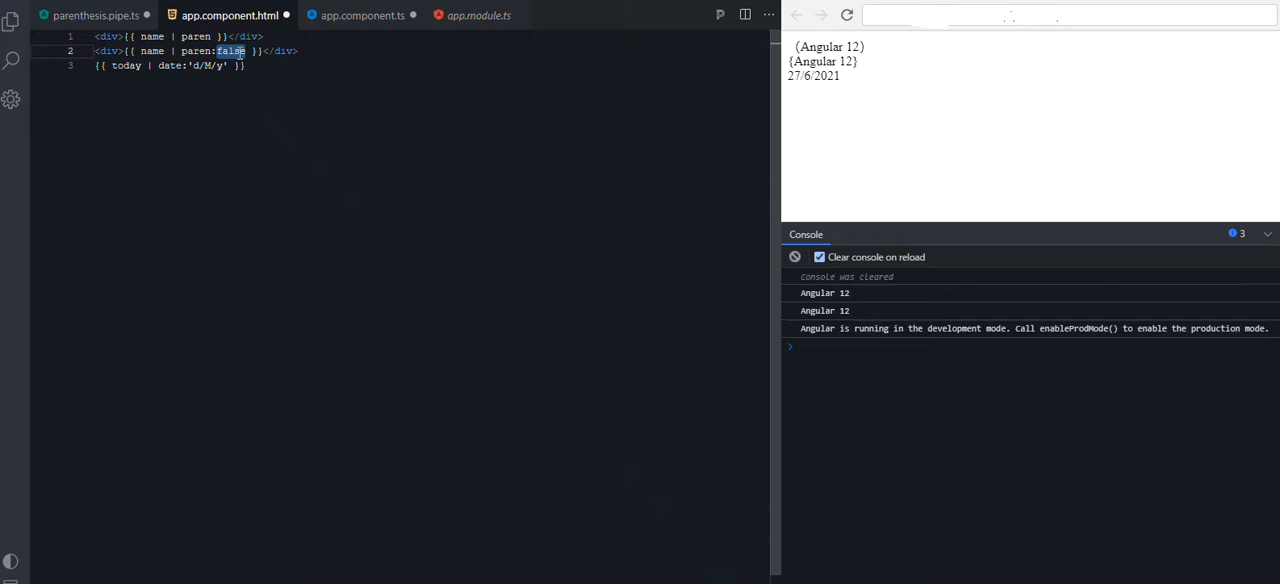 parenthesis.pipe.ts app.component.html app.component.ts app.module.ts
1 <div>{{ name | paren }}</div>
2 <div>{{ name | paren:false }}</div>
3 {{ today | date:'d/M/y' }}
(Angular 12)
{Angular 12}
27/6/2021
Console 3
Clear console on reload
Console was cleared
Angular 12
Angular 12
Angular is running in the development mode. Call enableProdMode() to enable the production mode.